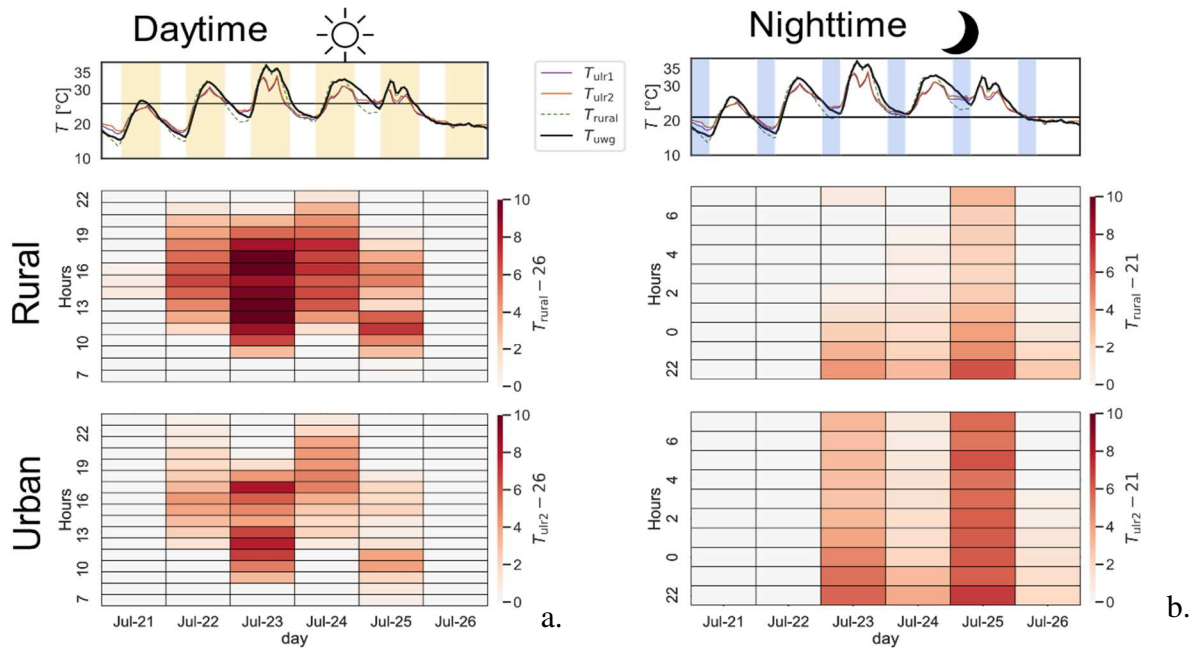 Daytime
Nighttime
T [°C]
35
30
20
10
T_ulr1
T_ulr2
T_rural
T_uwg
T [°C]
35
30
20
10
Rural
Hours
22
19
16
13
10
7
10
8
6
4
2
0
T_rural − 26
Hours
6
4
2
0
22
10
8
6
4
2
0
T_rural − 21
Urban
Hours
22
19
16
13
10
7
10
8
6
4
2
0
T_ulr2 − 26
Jul-21 Jul-22 Jul-23 Jul-24 Jul-25 Jul-26
day
a.
Hours
6
4
2
0
22
10
8
6
4
2
0
T_ulr2 − 21
Jul-21 Jul-22 Jul-23 Jul-24 Jul-25 Jul-26
day
b.